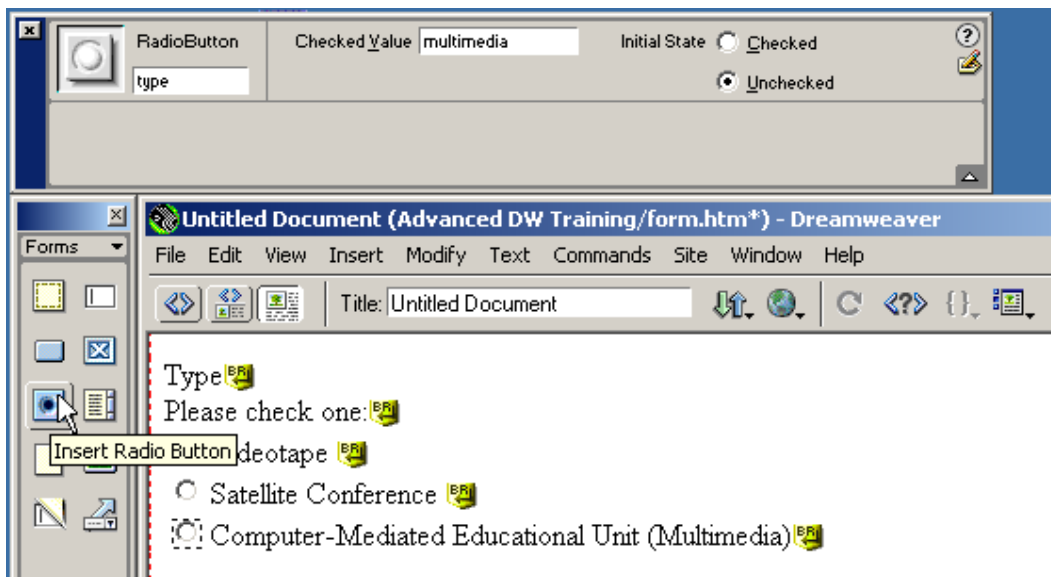 RadioButton
Checked Value multimedia
Initial State Checked
type
Unchecked
Untitled Document (Advanced DW Training/form.htm*) - Dreamweaver
Forms
File Edit View Insert Modify Text Commands Site Window Help
Title: Untitled Document
Type
Please check one:
Insert Radio Button
deotape
Satellite Conference
Computer-Mediated Educational Unit (Multimedia)